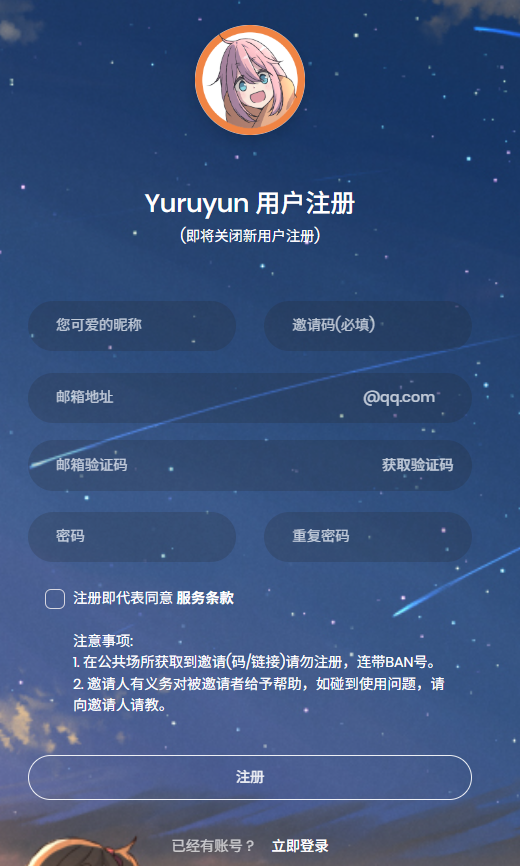 Yuruyun 用户注册
(即将关闭新用户注册)
您可爱的昵称
邀请码(必填)
邮箱地址
@qq.com
邮箱验证码
获取验证码
密码
重复密码
注册即代表同意 服务条款
注意事项:
1. 在公共场所获取到邀请(码/链接)请勿注册，连带BAN号。
2. 邀请人有义务对被邀请者给予帮助，如碰到使用问题，请
向邀请人请教。
注册
已经有账号？ 立即登录